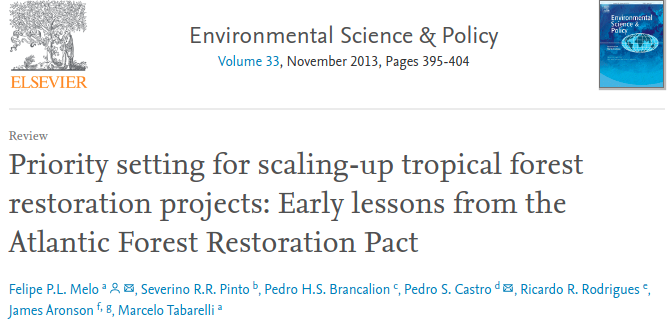 ELSEVIER
Environmental Science & Policy
Volume 33, November 2013, Pages 395-404
Environmental
Science &
Policy
Review
Priority setting for scaling-up tropical forest
restoration projects: Early lessons from the
Atlantic Forest Restoration Pact
Felipe P.L. Melo a, Severino R.R. Pinto b, Pedro H.S. Brancalion c, Pedro S. Castro d, Ricardo R. Rodrigues e,
James Aronson f, g, Marcelo Tabarelli a